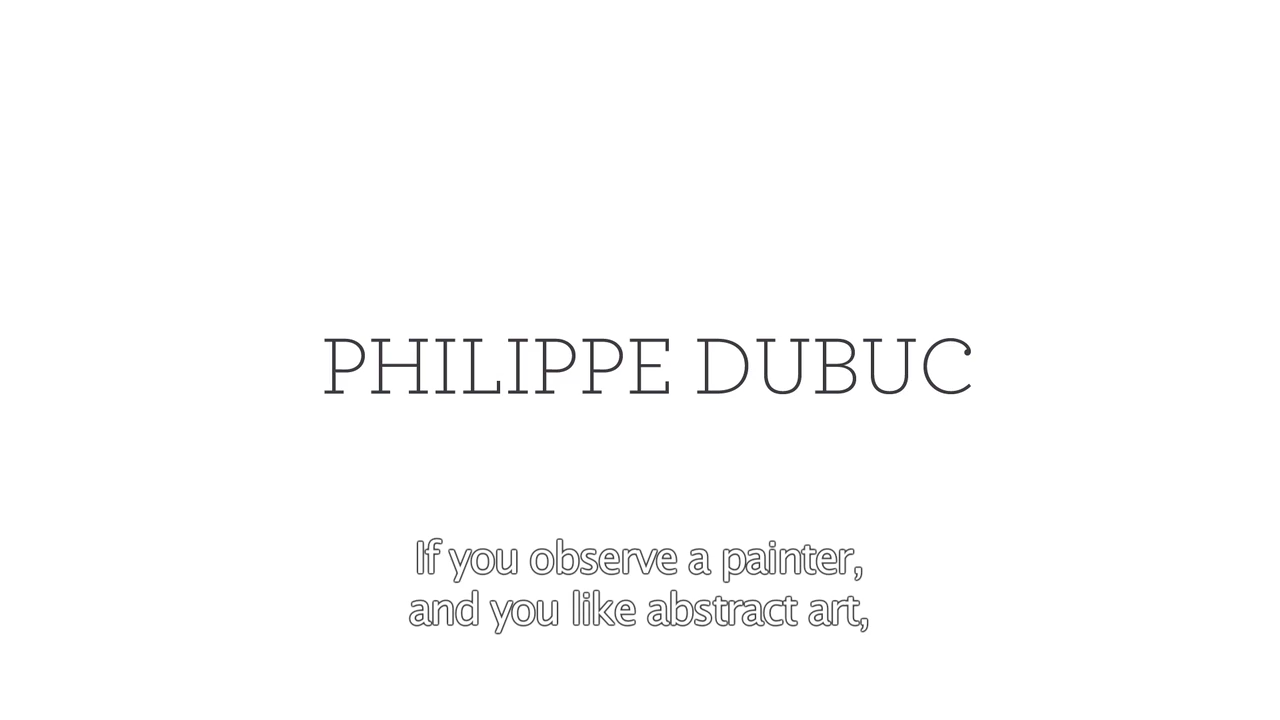 PHILIPPE DUBUC
If you observe a painter,
and you like abstract art,